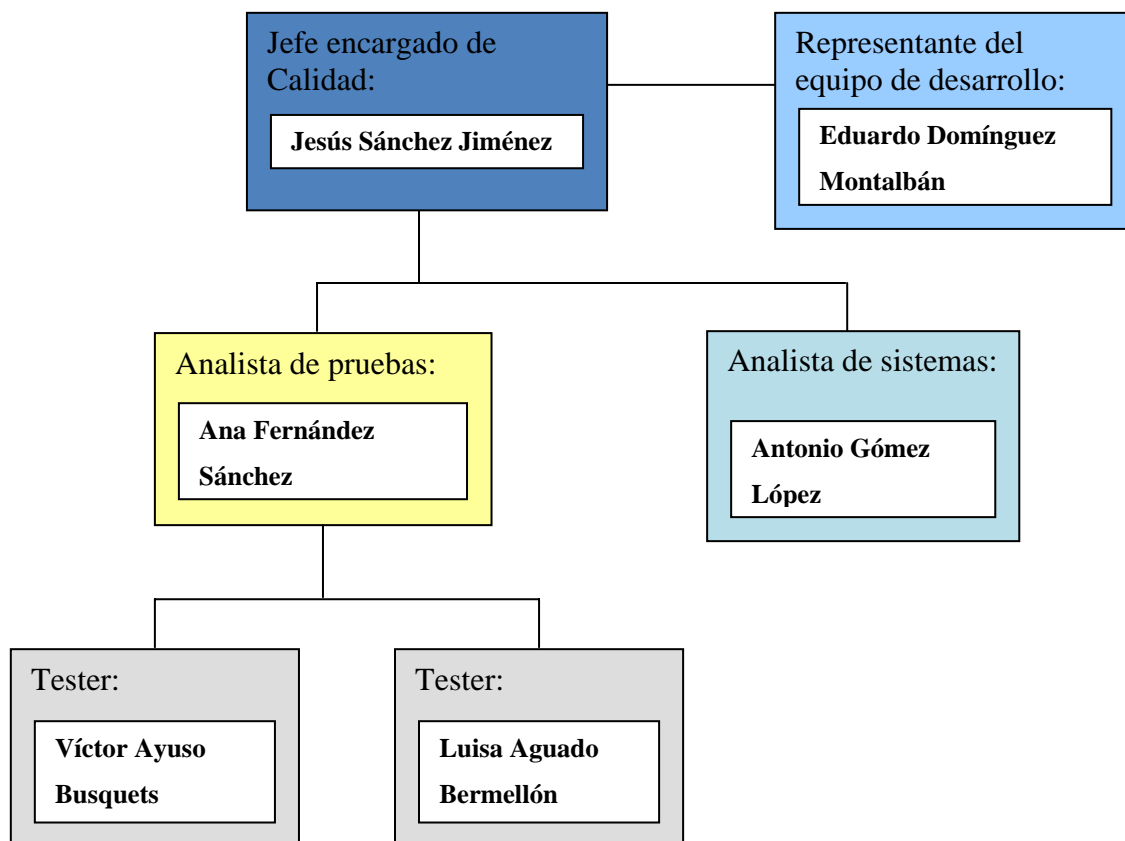 Jefe encargado de
Calidad:
Jesús Sánchez Jiménez
Representante del
equipo de desarrollo:
Eduardo Domínguez
Montalbán
Analista de pruebas:
Ana Fernández
Sánchez
Analista de sistemas:
Antonio Gómez
López
Tester:
Víctor Ayuso
Busquets
Tester:
Luisa Aguado
Bermellón